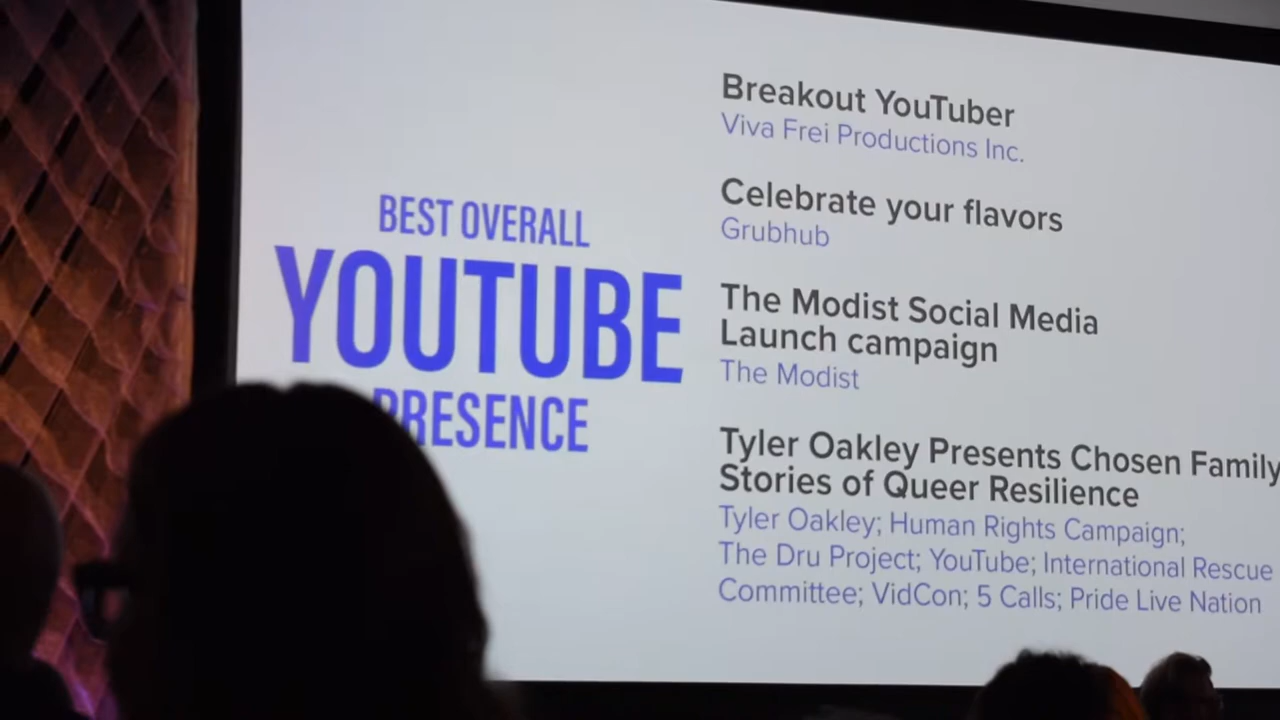 BEST OVERALL
YOUTUBE
PRESENCE
Breakout YouTuber
Viva Frei Productions Inc.
Celebrate your flavors
Grubhub
The Modist Social Media
Launch campaign
The Modist
Tyler Oakley Presents Chosen Family
Stories of Queer Resilience
Tyler Oakley; Human Rights Campaign;
The Dru Project; YouTube; International Rescue
Committee; VidCon; 5 Calls; Pride Live Nation